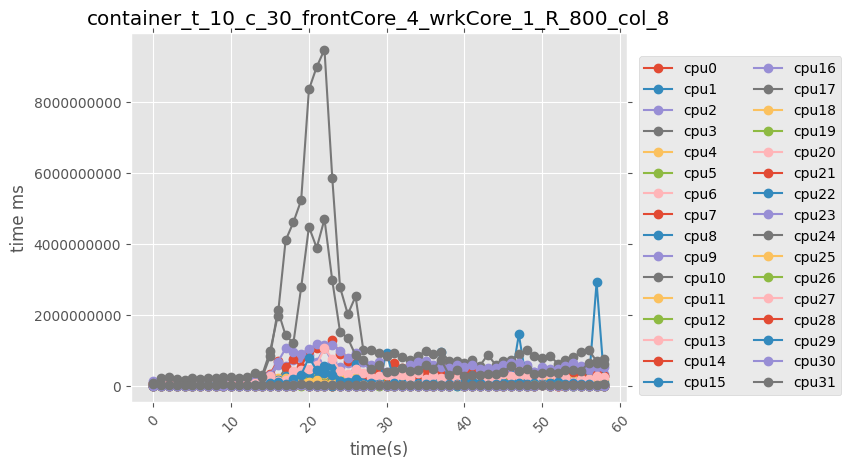 container_t_10_c_30_frontCore_4_wrkCore_1_R_800_col_8
8000000000
6000000000
4000000000
2000000000
0
time ms
0
10
20
30
40
50
60
time(s)
cpu0
cpu1
cpu2
cpu3
cpu4
cpu5
cpu6
cpu7
cpu8
cpu9
cpu10
cpu11
cpu12
cpu13
cpu14
cpu15
cpu16
cpu17
cpu18
cpu19
cpu20
cpu21
cpu22
cpu23
cpu24
cpu25
cpu26
cpu27
cpu28
cpu29
cpu30
cpu31